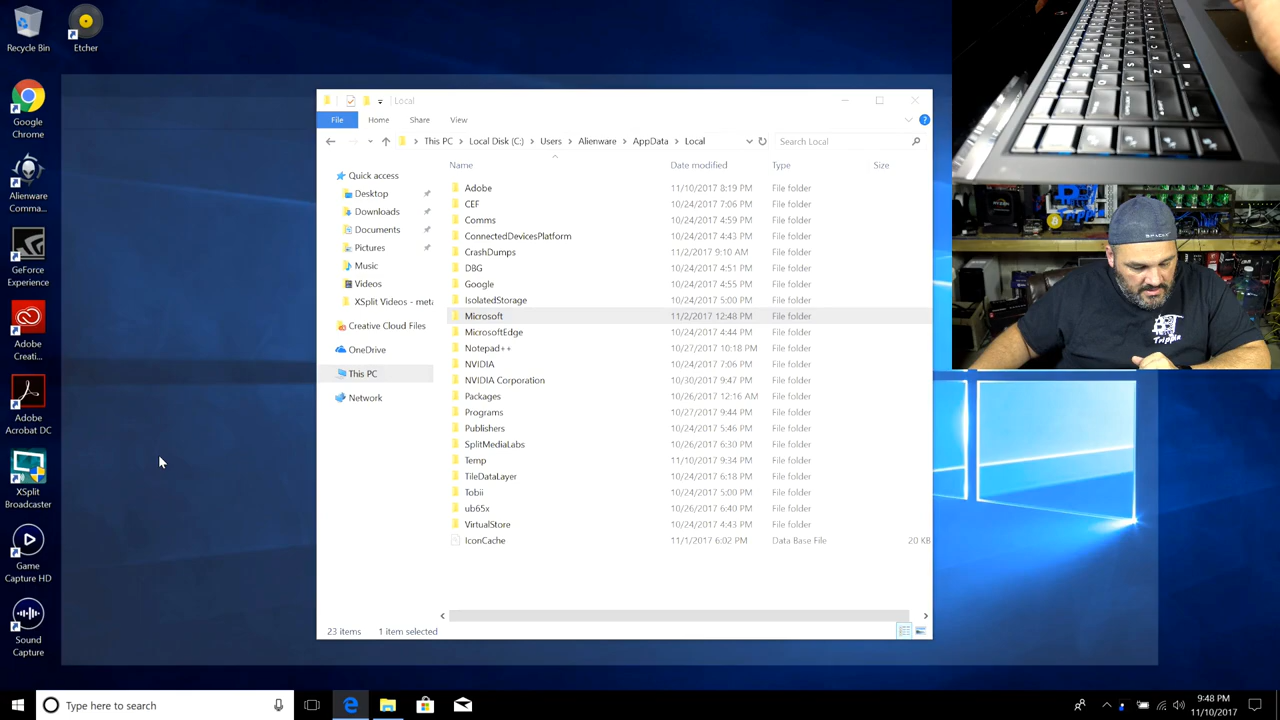 Recycle Bin
Etcher
Google
Chrome
Alienware
Comma...
GeForce
Experience
Adobe
Creati...
Adobe
Acrobat DC
XSplit
Broadcaster
Game
Capture HD
Sound
Capture
Local
File Home Share View
This PC Local Disk (C:) Users Alienware AppData Local
Search Local
Quick access
Desktop
Downloads
Documents
Pictures
Music
Videos
XSplit Videos - met
Creative Cloud Files
OneDrive
This PC
Network
Name Date modified Type Size
Adobe 11/10/2017 8:19 PM File folder
CEF 10/24/2017 7:06 PM File folder
Comms 10/24/2017 4:59 PM File folder
ConnectedDevicesPlatform 10/24/2017 4:43 PM File folder
CrashDumps 11/2/2017 9:10 AM File folder
DBG 10/24/2017 4:51 PM File folder
Google 10/24/2017 4:55 PM File folder
IsolatedStorage 10/24/2017 5:00 PM File folder
Microsoft 11/2/2017 12:48 PM File folder
MicrosoftEdge 10/24/2017 4:44 PM File folder
Notepad++ 10/27/2017 10:18 PM File folder
NVIDIA 10/24/2017 7:06 PM File folder
NVIDIA Corporation 10/30/2017 9:47 PM File folder
Packages 10/26/2017 12:16 AM File folder
Programs 10/27/2017 9:44 PM File folder
Publishers 10/24/2017 5:46 PM File folder
SplitMediaLabs 10/26/2017 6:30 PM File folder
Temp 11/10/2017 9:34 PM File folder
TileDataLayer 10/24/2017 6:18 PM File folder
Tobii 10/24/2017 5:00 PM File folder
ub65x 10/26/2017 6:40 PM File folder
VirtualStore 10/24/2017 4:43 PM File folder
IconCache 11/1/2017 6:02 PM Data Base File 20 KB
23 items 1 item selected
Trippin
Type here to search
9:48 PM
11/10/2017